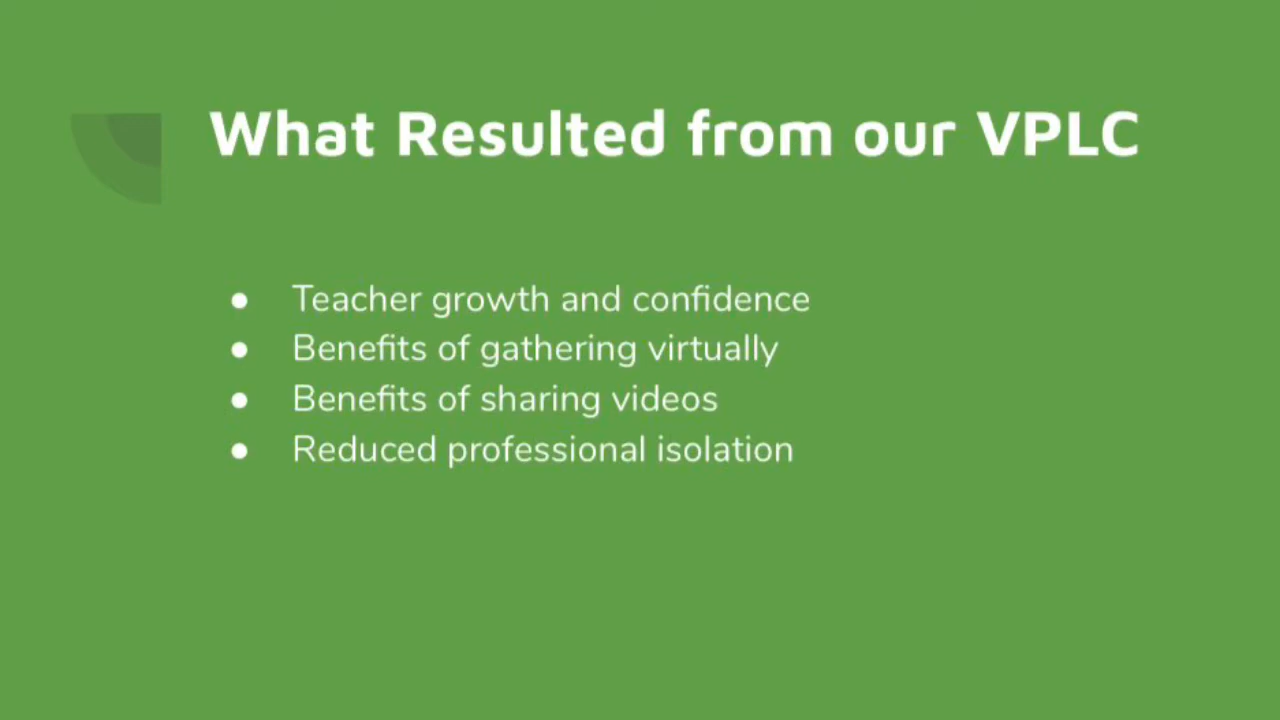 What Resulted from our VPLC
● Teacher growth and confidence
● Benefits of gathering virtually
● Benefits of sharing videos
● Reduced professional isolation